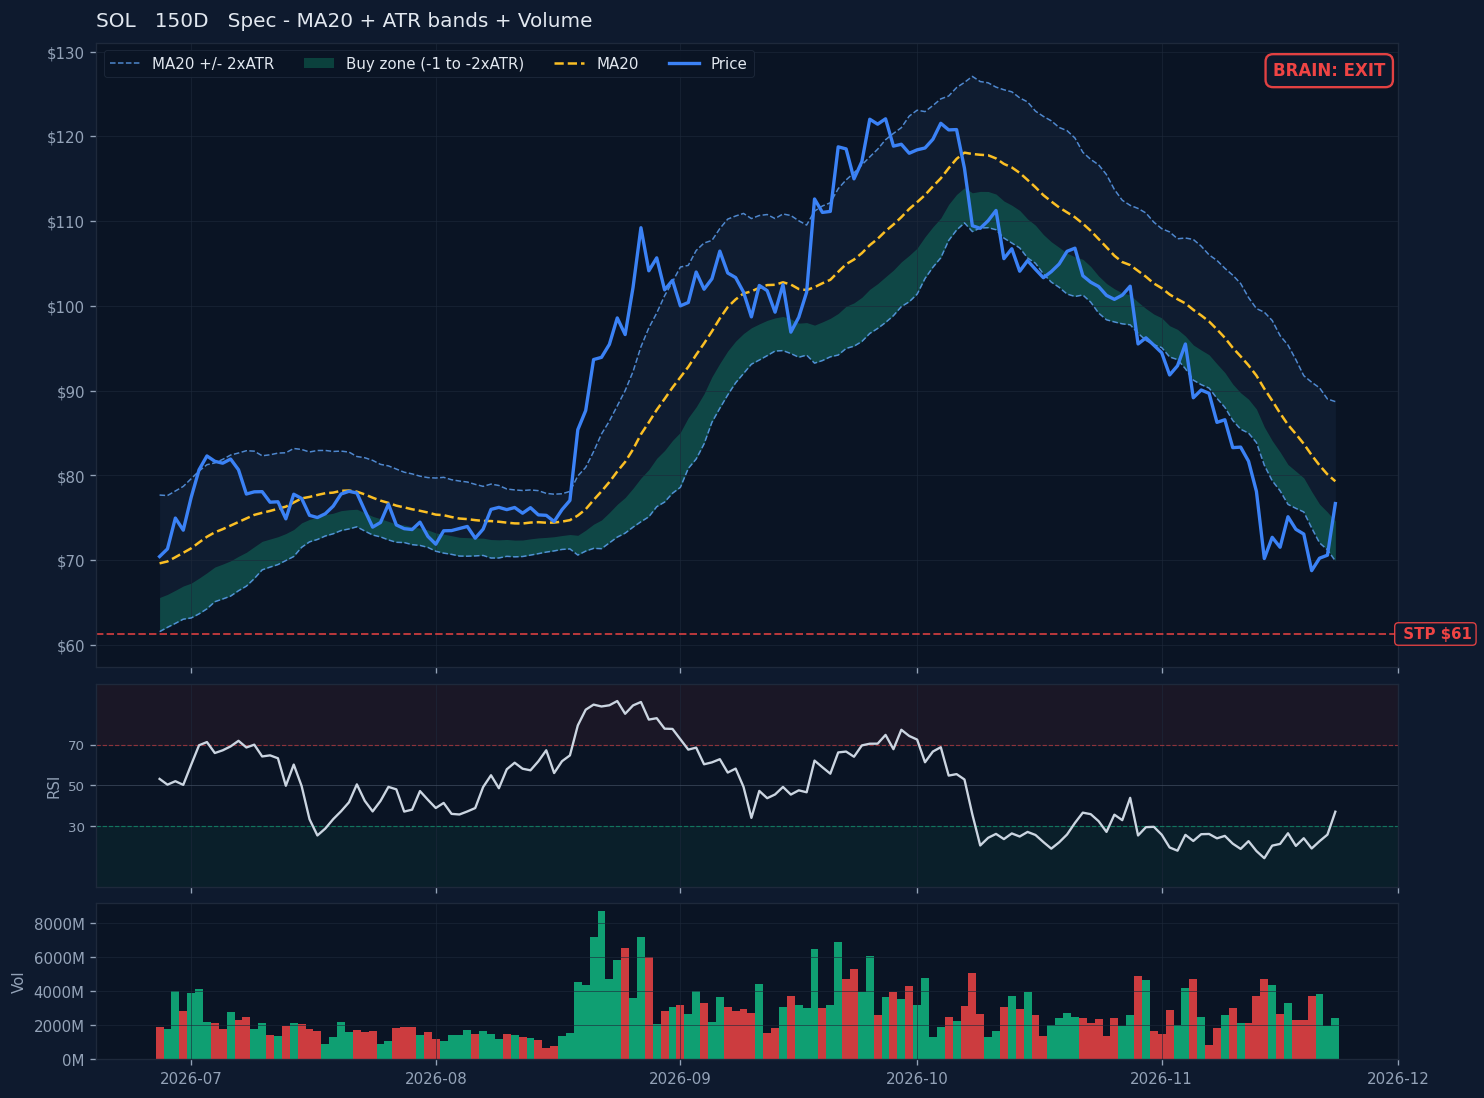 SOL   150D   Spec - MA20 + ATR bands + Volume
MA20 +/- 2xATR
Buy zone (-1 to -2xATR)
MA20
Price
BRAIN: EXIT
$130
$120
$110
$100
$90
$80
$70
$60
STP $61
RSI
70
50
30
Vol
8000M
6000M
4000M
2000M
0M
2026-07
2026-08
2026-09
2026-10
2026-11
2026-12